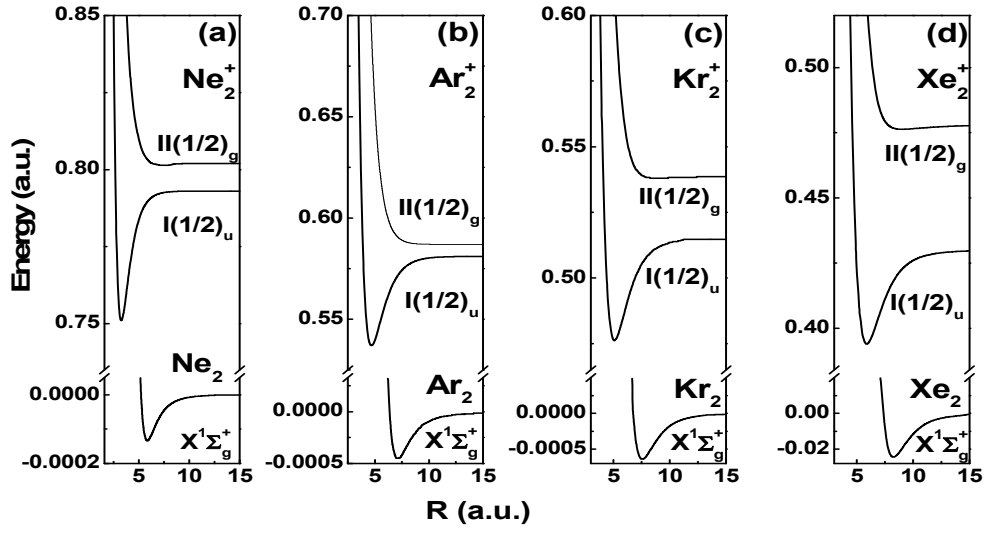 (a)
Ne₂⁺
II(1/2)g
I(1/2)u
Ne₂
X¹Σg⁺
0.85
0.80
0.75
0.0000
-0.0002
5 10 15
(b)
Ar₂⁺
II(1/2)g
I(1/2)u
Ar₂
X¹Σg⁺
0.70
0.65
0.60
0.55
0.0000
-0.0005
5 10 15
(c)
Kr₂⁺
II(1/2)g
I(1/2)u
Kr₂
X¹Σg⁺
0.60
0.55
0.50
0.0000
-0.0005
5 10 15
(d)
Xe₂⁺
II(1/2)g
I(1/2)u
Xe₂
X¹Σg⁺
0.50
0.45
0.40
0.00
-0.02
5 10 15
Energy (a.u.)
R (a.u.)